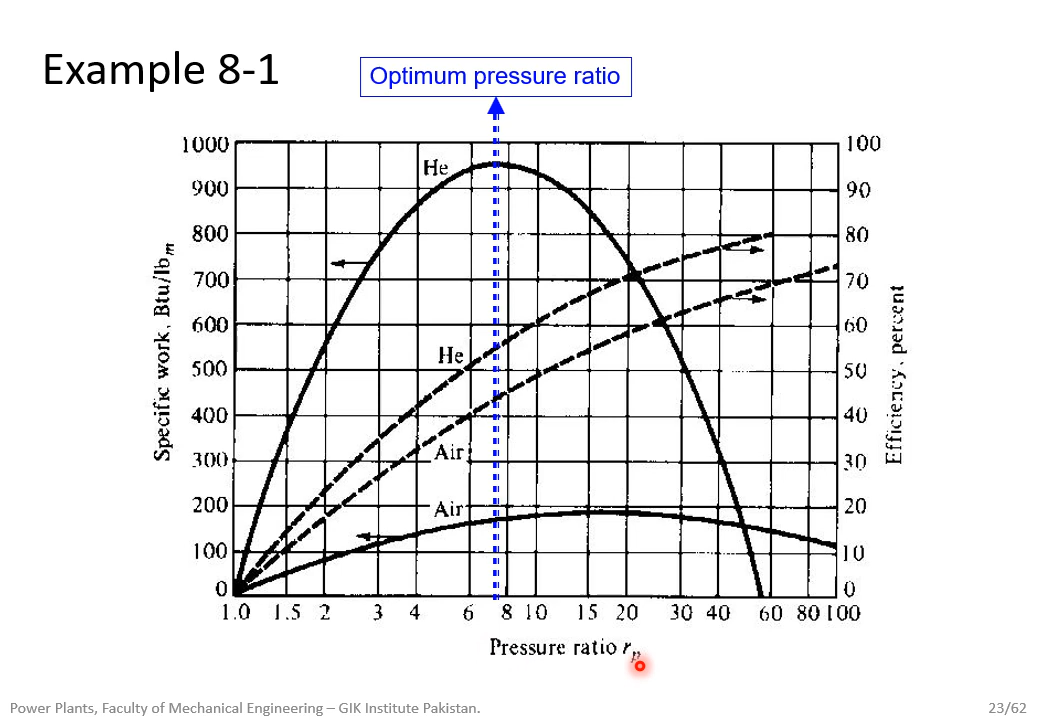 Example 8-1
Optimum pressure ratio
1000
900
800
700
600
500
400
300
200
100
0
Specific work, Btu/lbm
He
He
Air
Air
100
90
80
70
60
50
40
30
20
10
0
Efficiency, percent
1.0 1.5 2 3 4 6 8 10 15 20 30 40 60 80 100
Pressure ratio rp
Power Plants, Faculty of Mechanical Engineering – GIK Institute Pakistan.
23/62